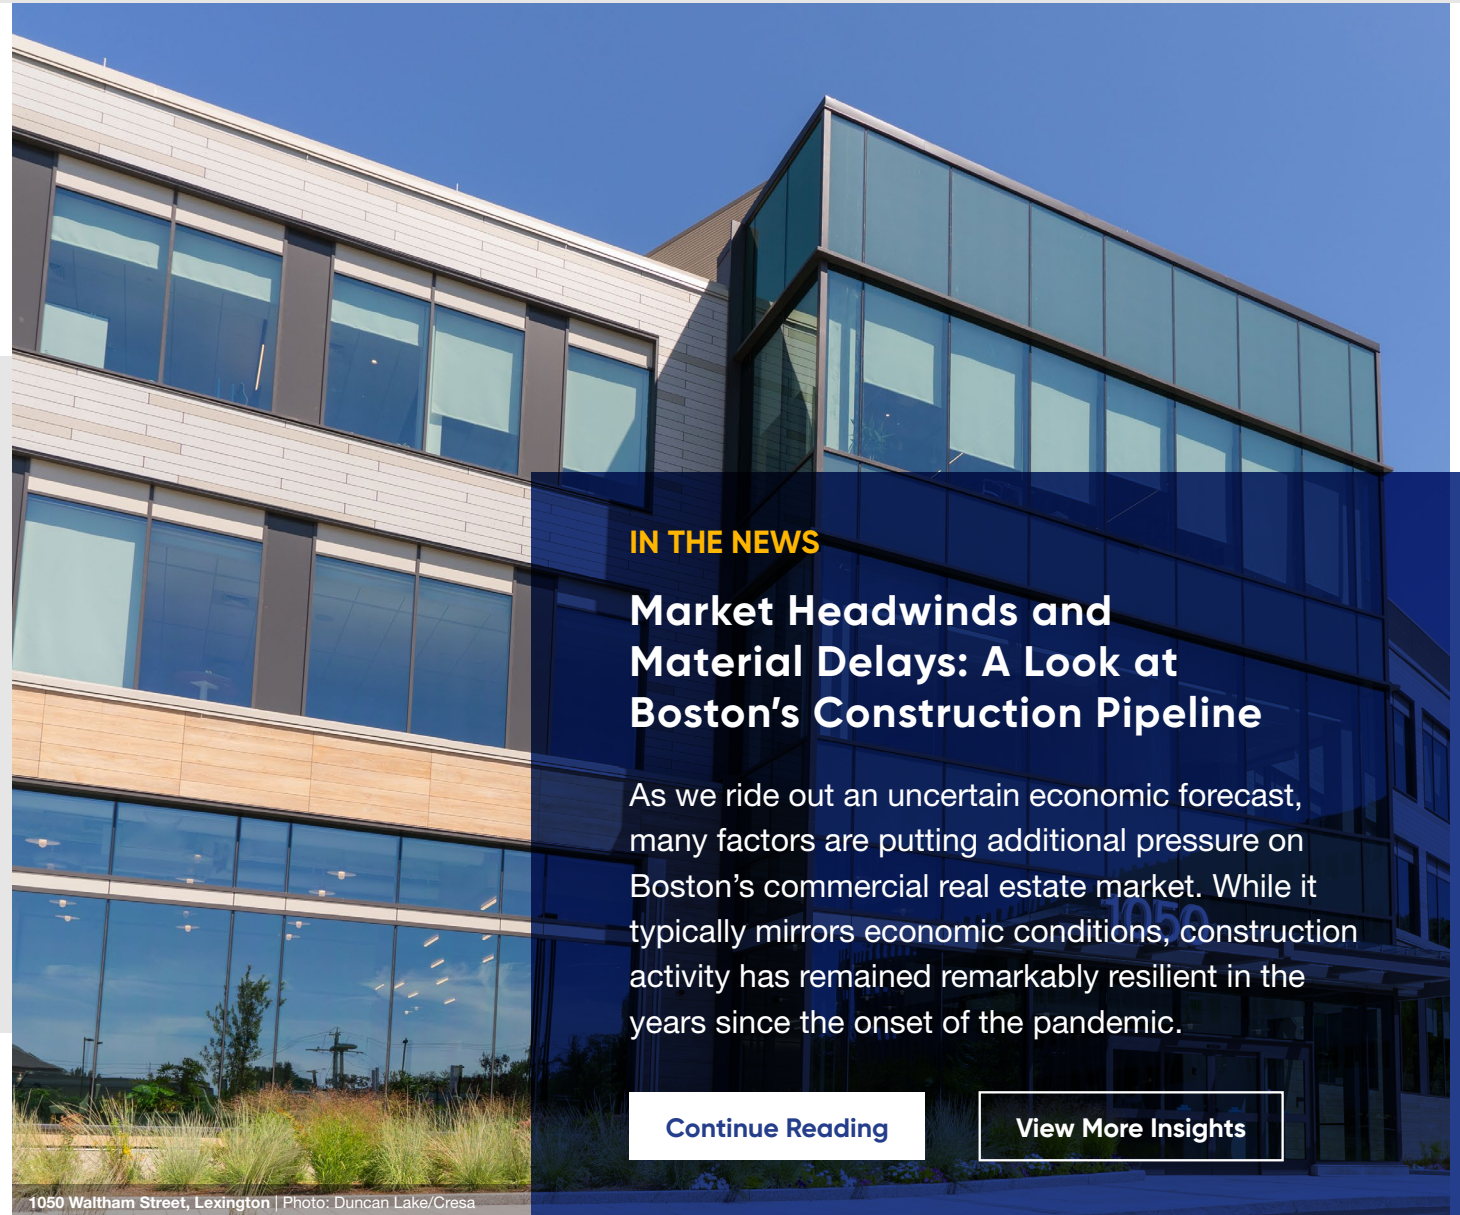 IN THE NEWS
Market Headwinds and
Material Delays: A Look at
Boston’s Construction Pipeline
As we ride out an uncertain economic forecast,
many factors are putting additional pressure on
Boston’s commercial real estate market. While it
typically mirrors economic conditions, construction
activity has remained remarkably resilient in the
years since the onset of the pandemic.
1050
Continue Reading
View More Insights
1050 Waltham Street, Lexington | Photo: Duncan Lake/Cresa